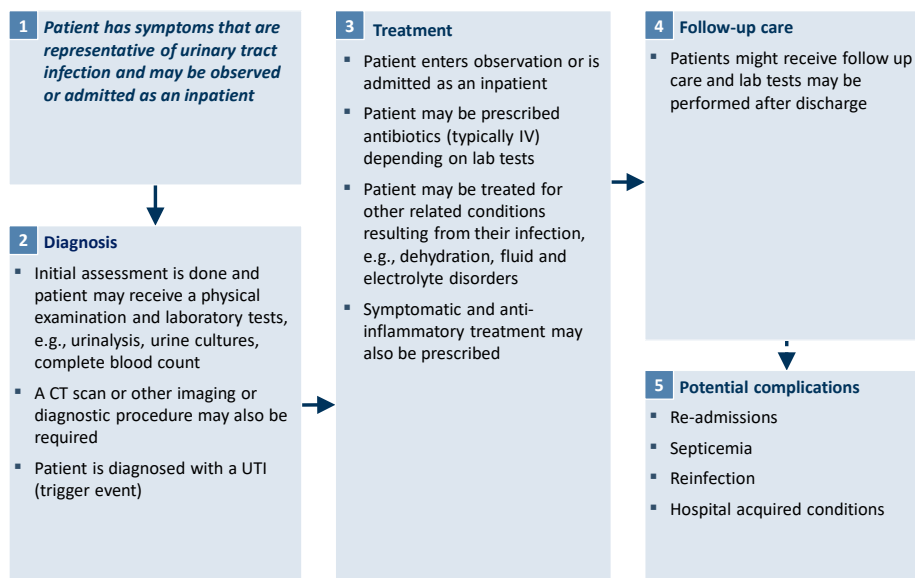 1
Patient has symptoms that are
representative of urinary tract
infection and may be observed
or admitted as an inpatient
2 Diagnosis
▪ Initial assessment is done and
patient may receive a physical
examination and laboratory tests,
e.g., urinalysis, urine cultures,
complete blood count
▪ A CT scan or other imaging or
diagnostic procedure may also be
required
▪ Patient is diagnosed with a UTI
(trigger event)
3 Treatment
▪ Patient enters observation or is
admitted as an inpatient
▪ Patient may be prescribed
antibiotics (typically IV)
depending on lab tests
▪ Patient may be treated for
other related conditions
resulting from their infection,
e.g., dehydration, fluid and
electrolyte disorders
▪ Symptomatic and anti-
inflammatory treatment may
also be prescribed
4 Follow-up care
▪ Patients might receive follow up
care and lab tests may be
performed after discharge
5 Potential complications
▪ Re-admissions
▪ Septicemia
▪ Reinfection
▪ Hospital acquired conditions